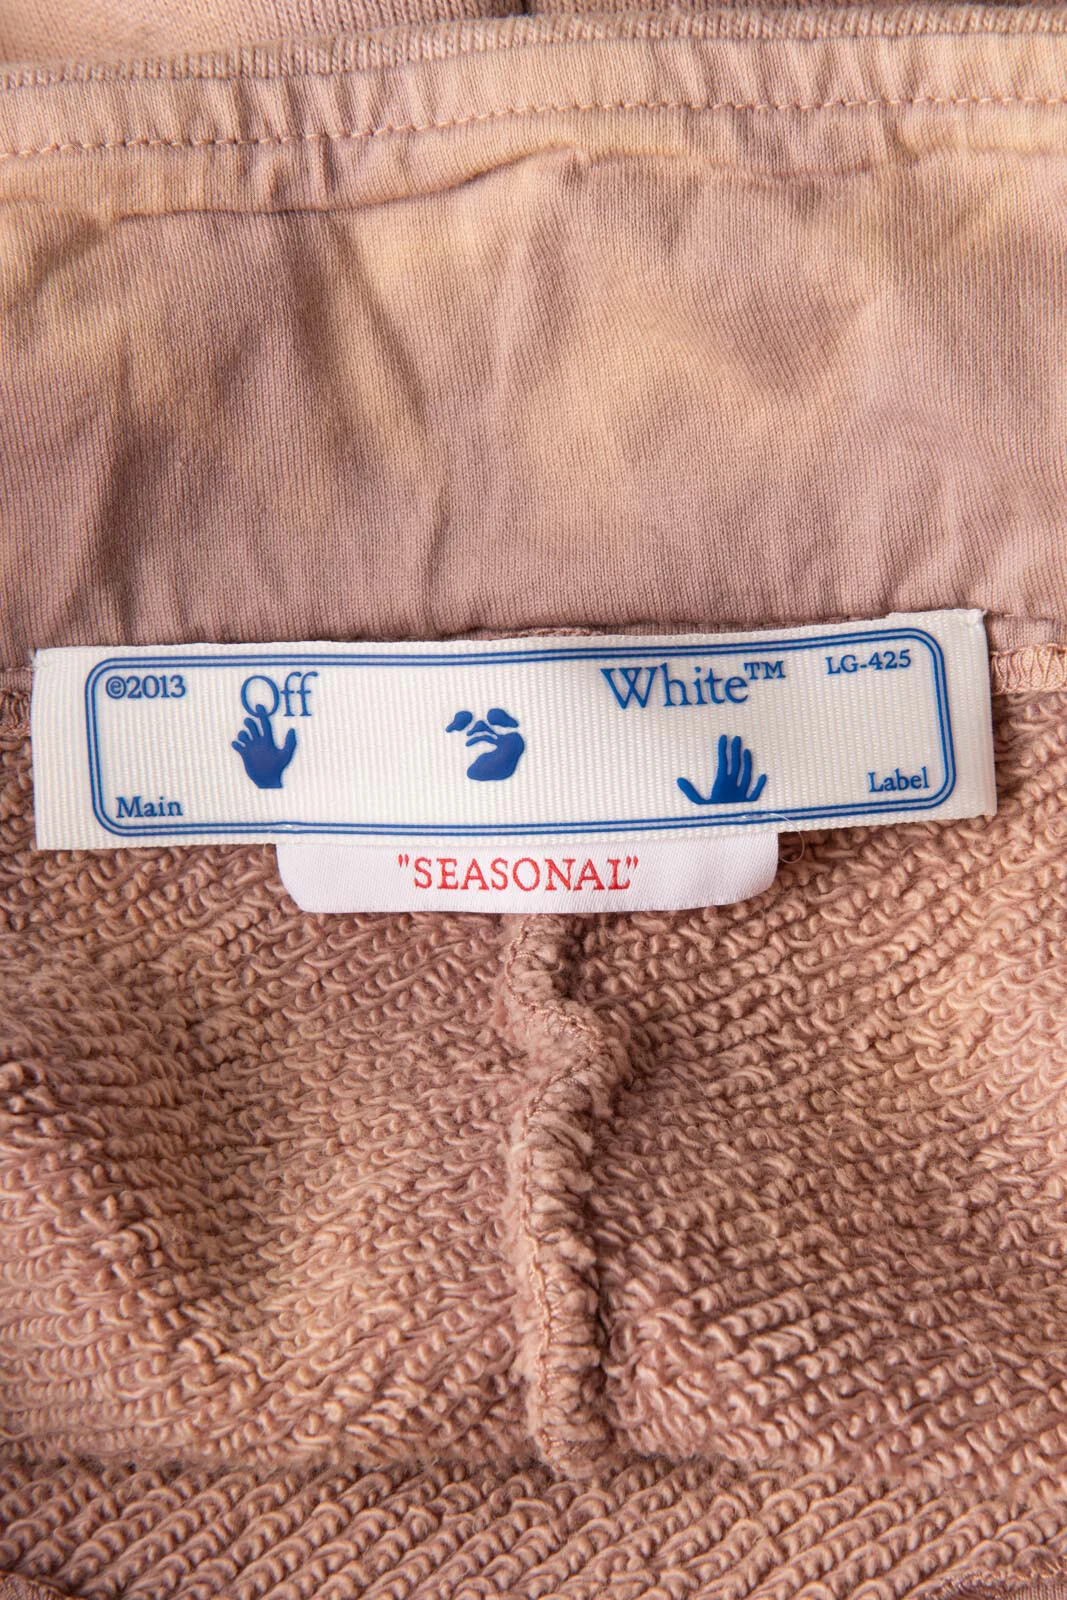 ©2013 Off White™ LG-425
Main Label
"SEASONAL"